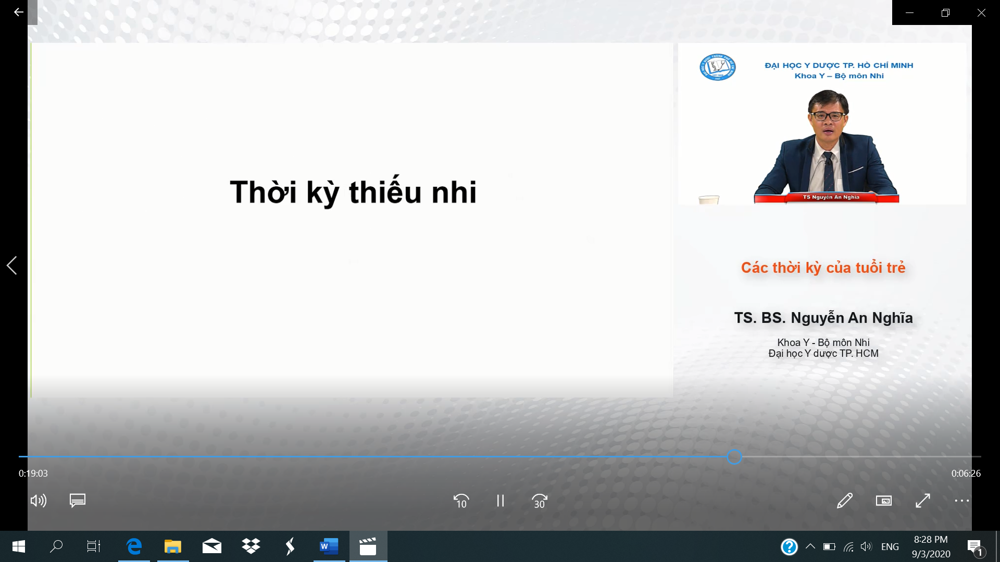 Thời kỳ thiếu nhi
ĐẠI HỌC Y DƯỢC TP. HỒ CHÍ MINH
Khoa Y – Bộ môn Nhi
TS Nguyễn An Nghĩa
Các thời kỳ của tuổi trẻ
TS. BS. Nguyễn An Nghĩa
Khoa Y - Bộ môn Nhi
Đại học Y dược TP. HCM
0:19:03
0:06:26
10
30
W
ENG
8:28 PM
9/3/2020
1